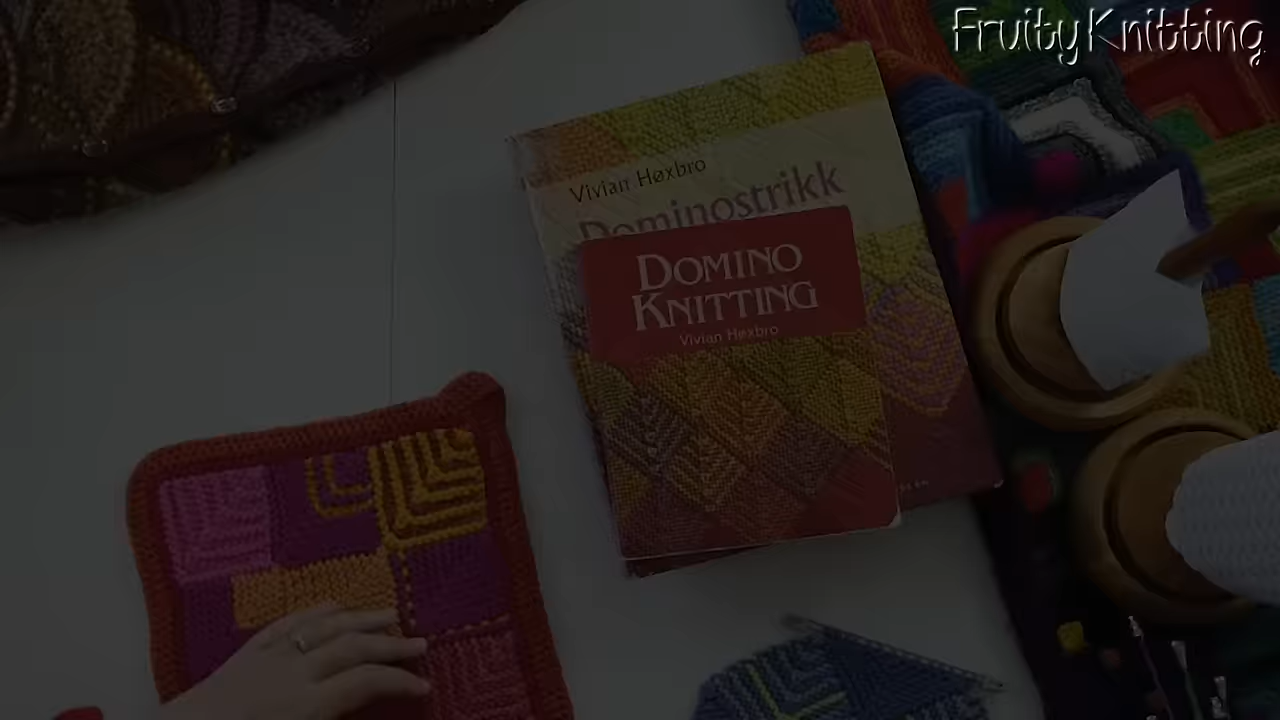 FruityKnitting
Vivian Høxbro
Dominostrikk
DOMINO
KNITTING
Vivian Høxbro